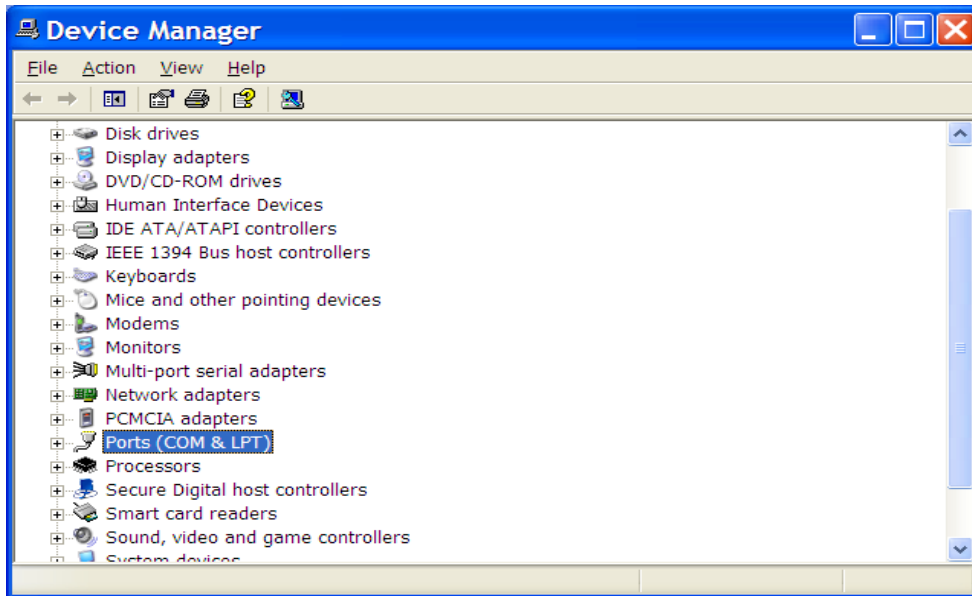 Device Manager
File Action View Help
Disk drives
Display adapters
DVD/CD-ROM drives
Human Interface Devices
IDE ATA/ATAPI controllers
IEEE 1394 Bus host controllers
Keyboards
Mice and other pointing devices
Modems
Monitors
Multi-port serial adapters
Network adapters
PCMCIA adapters
Ports (COM & LPT)
Processors
Secure Digital host controllers
Smart card readers
Sound, video and game controllers
System devices